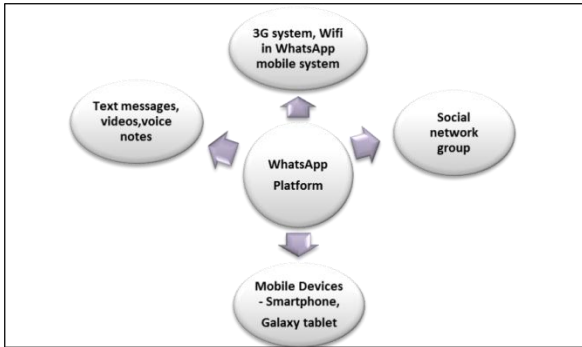 3G system, Wifi
in WhatsApp
mobile system
Text messages,
videos,voice
notes
Social
network
group
WhatsApp
Platform
Mobile Devices
- Smartphone,
Galaxy tablet